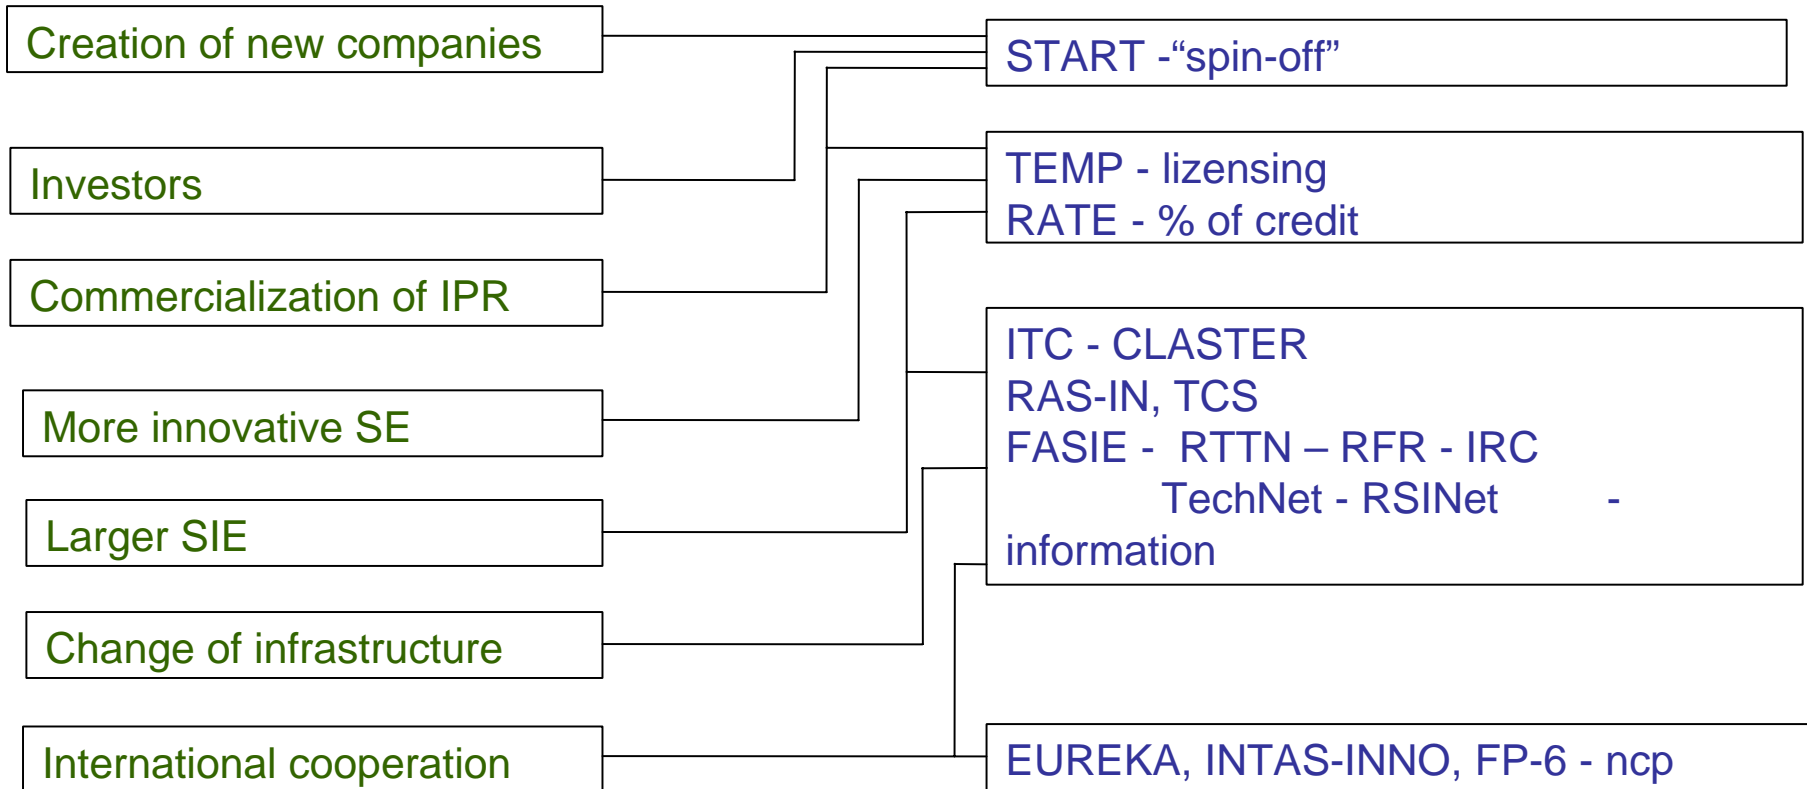 Creation of new companies
Investors
Commercialization of IPR
More innovative SE
Larger SIE
Change of infrastructure
International cooperation
START -“spin-off”
TEMP - lizensing
RATE - % of credit
ITC - CLASTER
RAS-IN, TCS
FASIE - RTTN – RFR - IRC
TechNet - RSINet -
information
EUREKA, INTAS-INNO, FP-6 - ncp